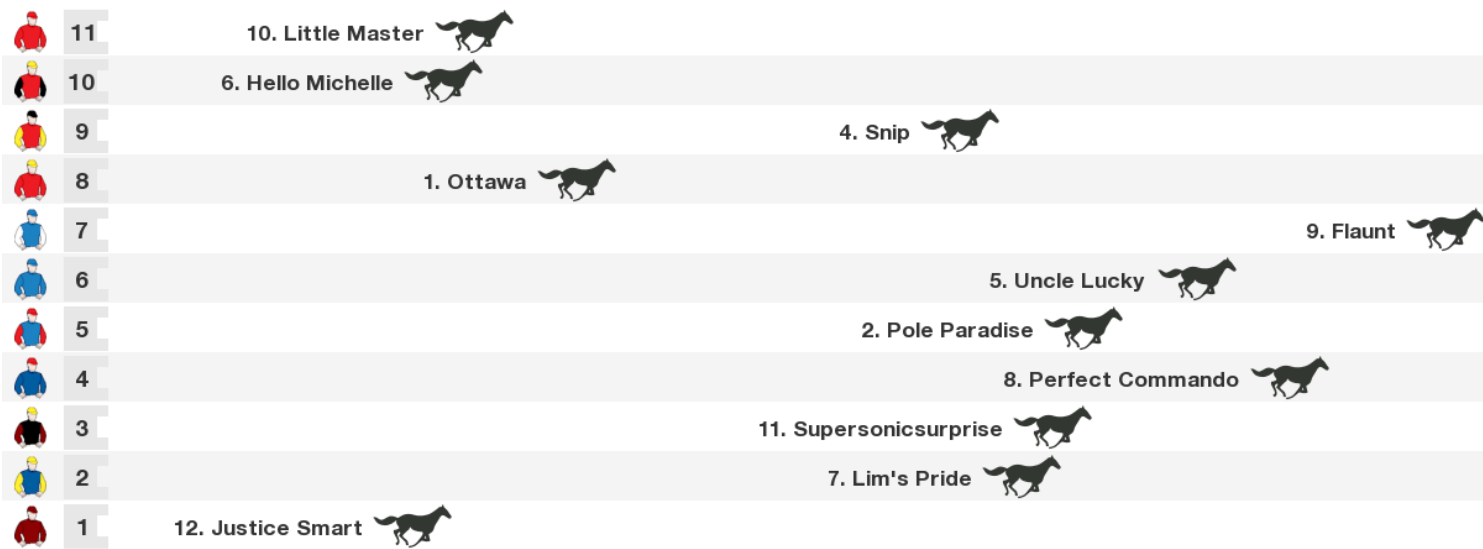 11 10. Little Master
10 6. Hello Michelle
9 4. Snip
8 1. Ottawa
7 9. Flaunt
6 5. Uncle Lucky
5 2. Pole Paradise
4 8. Perfect Commando
3 11. Supersonicsurprise
2 7. Lim's Pride
1 12. Justice Smart